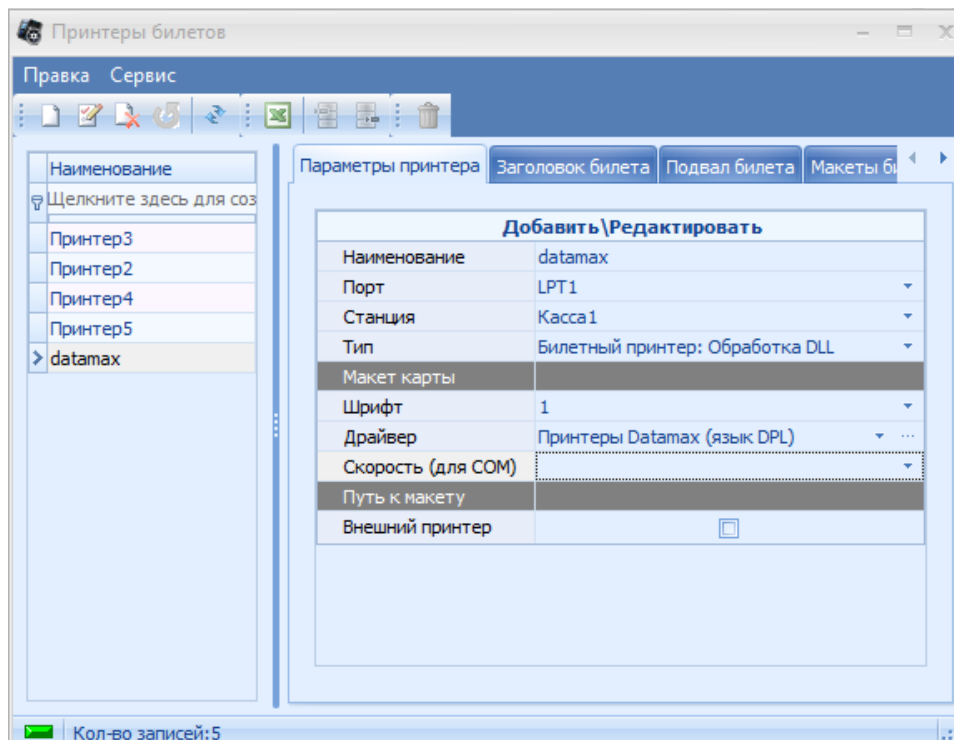 Принтеры билетов
Правка Сервис
Наименование
Щелкните здесь для соз
Принтер3
Принтер2
Принтер4
Принтер5
datamax
Параметры принтера Заголовок билета Подвал билета Макеты би
Добавить\Редактировать
Наименование datamax
Порт LPT1
Станция Касса1
Тип Билетный принтер: Обработка DLL
Макет карты
Шрифт 1
Драйвер Принтеры Datamax (язык DPL)
Скорость (для COM)
Путь к макету
Внешний принтер
Кол-во записей:5